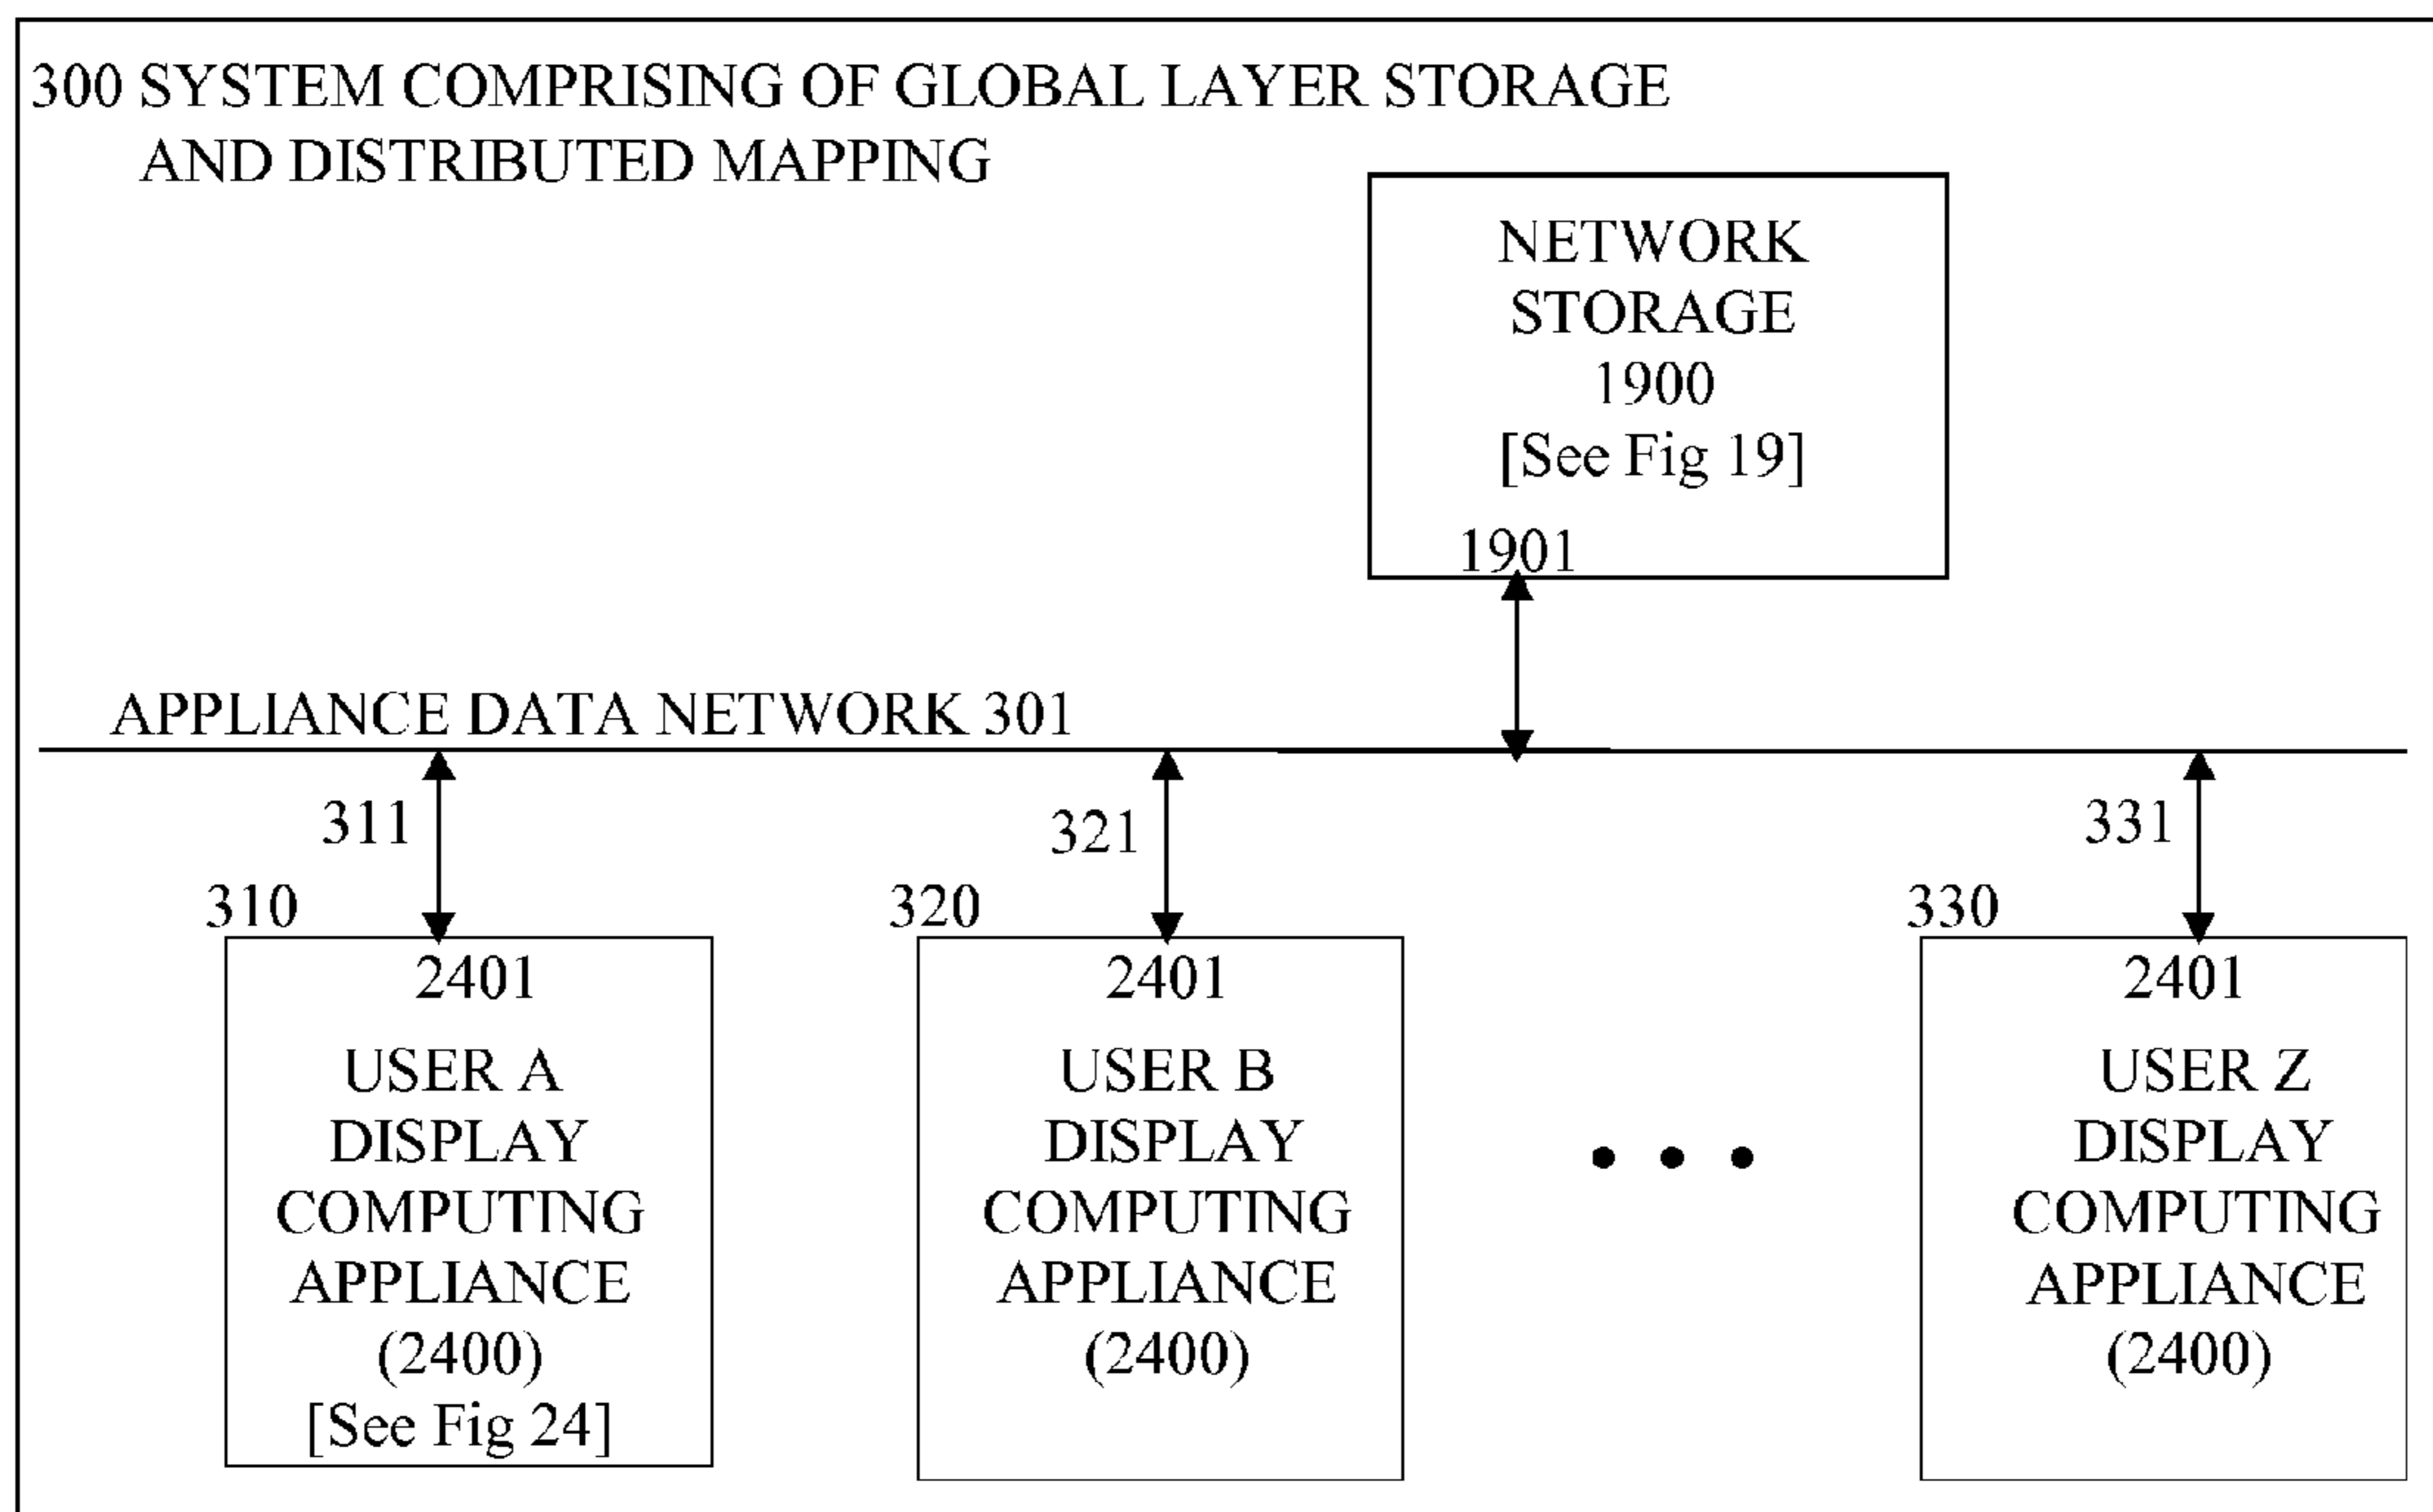 300 SYSTEM COMPRISING OF GLOBAL LAYER STORAGE
AND DISTRIBUTED MAPPING
NETWORK
STORAGE
1900
[See Fig 19]
1901
APPLIANCE DATA NETWORK 301
311
321
331
310
320
330
2401
USER A
DISPLAY
COMPUTING
APPLIANCE
(2400)
[See Fig 24]
2401
USER B
DISPLAY
COMPUTING
APPLIANCE
(2400)
• • •
2401
USER Z
DISPLAY
COMPUTING
APPLIANCE
(2400)